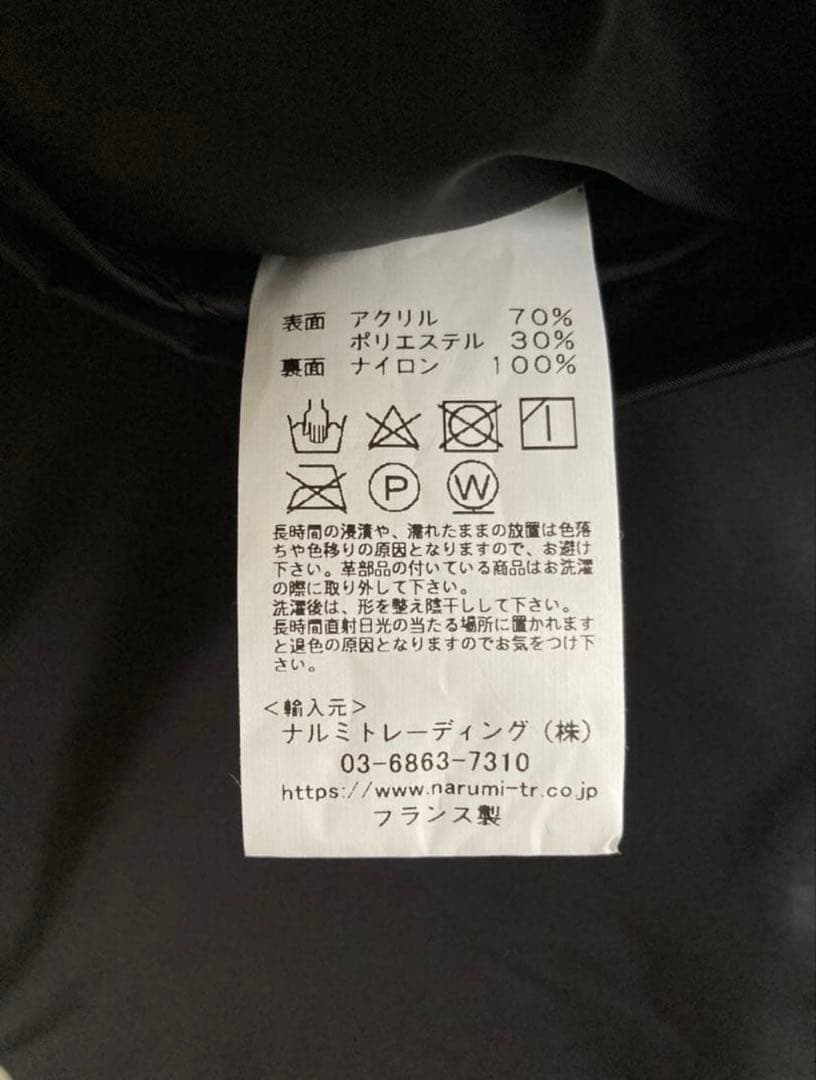 表面 アクリル 70%
ポリエステル 30%
裏面 ナイロン 100%
P W
長時間の浸漬や、濡れたままの放置は色落
ちや色移りの原因となりますので、お避け
下さい。革部品の付いている商品はお洗濯
の際に取り外して下さい。
洗濯後は、形を整え陰干しして下さい。
長時間直射日光の当たる場所に置かれます
と退色の原因となりますのでお気をつけ下
さい。
<輸入元>
ナルミトレーディング(株)
03-6863-7310
https://www.narumi-tr.co.jp
フランス製